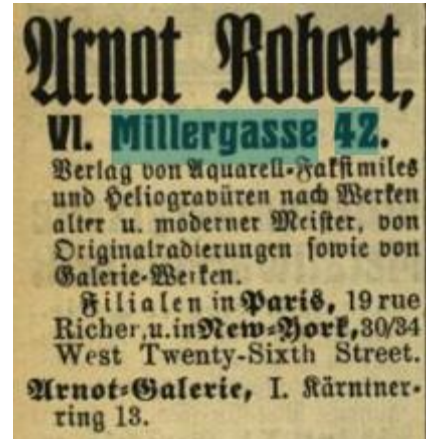 Arnot Robert,
VI. Millergasse 42.
Verlag von Aquarell-Faksimiles
und Heliogravüren nach Werken
alter u. moderner Meister, von
Originalradierungen sowie von
Galerie-Werken.
Filialen in Paris, 19 rue
Richer, u. in New-York, 30/34
West Twenty-Sixth Street.
Arnot-Galerie, I. Kärntner-
ring 13.